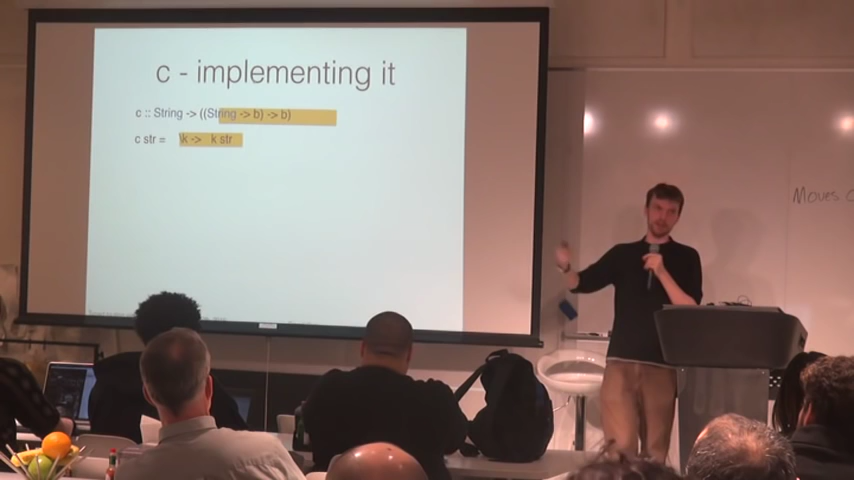 c - implementing it
c :: String -> ((String -> b) -> b)
c str = \k -> k str
Moves